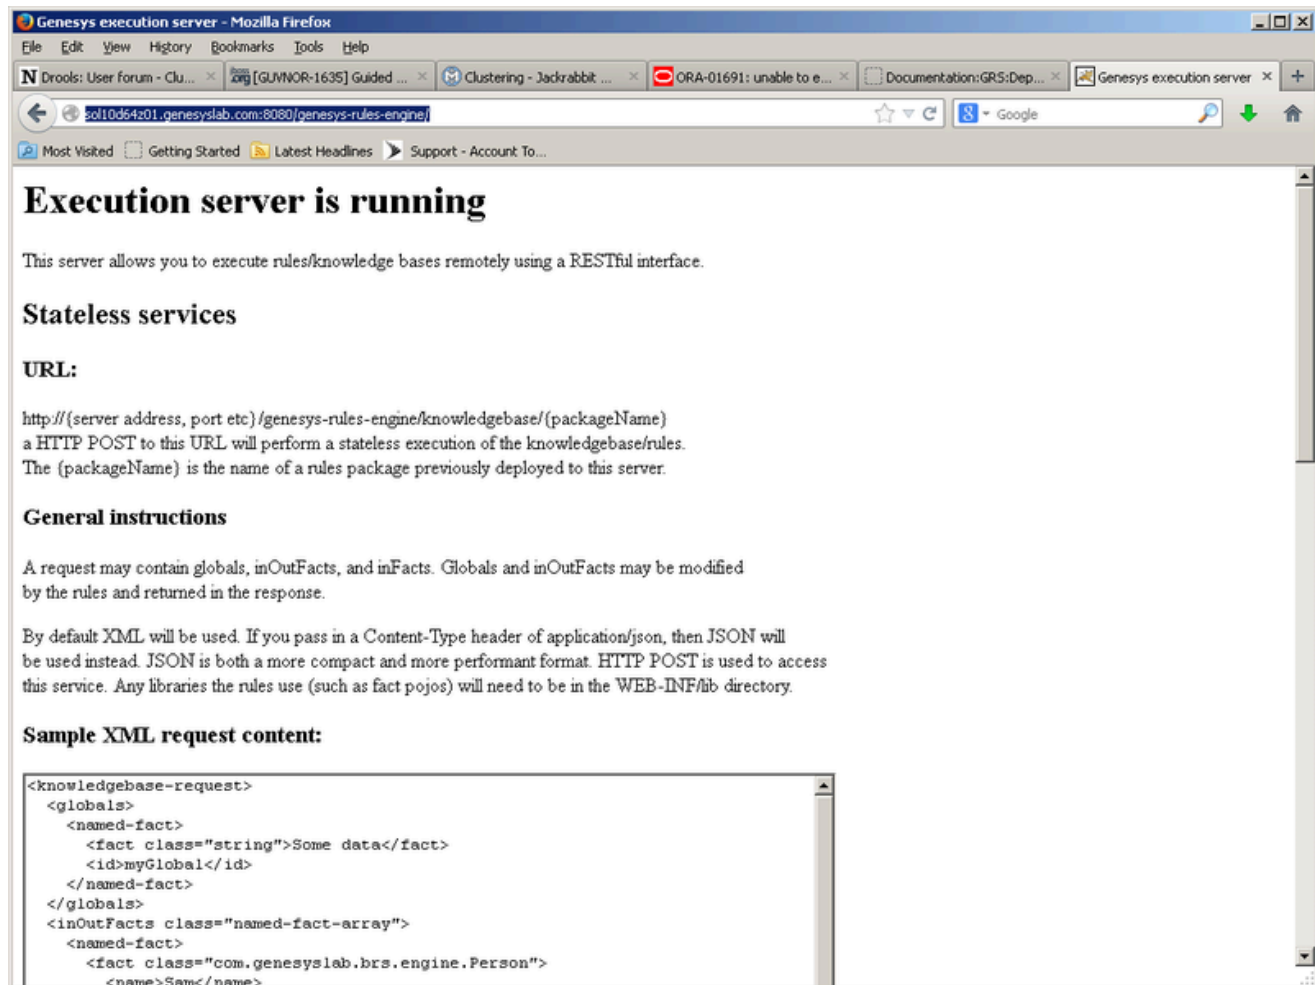 Genesys execution server - Mozilla Firefox
File Edit View History Bookmarks Tools Help
Drools: User forum - Clu...
[GUVNOR-1635] Guided ...
Clustering - Jackrabbit ...
ORA-01691: unable to e...
Documentation:GRS:Dep...
Genesys execution server
sol10d64z01.genesyslab.com:8080/genesys-rules-engine/
Google
Most Visited Getting Started Latest Headlines Support - Account To...
Execution server is running
This server allows you to execute rules/knowledge bases remotely using a RESTful interface.
Stateless services
URL:
http://{server address, port etc}/genesys-rules-engine/knowledgebase/{packageName}
a HTTP POST to this URL will perform a stateless execution of the knowledgebase/rules.
The {packageName} is the name of a rules package previously deployed to this server.
General instructions
A request may contain globals, inOutFacts, and inFacts. Globals and inOutFacts may be modified
by the rules and returned in the response.
By default XML will be used. If you pass in a Content-Type header of application/json, then JSON will
be used instead. JSON is both a more compact and more performant format. HTTP POST is used to access
this service. Any libraries the rules use (such as fact pojos) will need to be in the WEB-INF/lib directory.
Sample XML request content:
<knowledgebase-request>
<globals>
<named-fact>
<fact class="string">Some data</fact>
<id>myGlobal</id>
</named-fact>
</globals>
<inOutFacts class="named-fact-array">
<named-fact>
<fact class="com.genesyslab.brs.engine.Person">
<name>Sam</name>